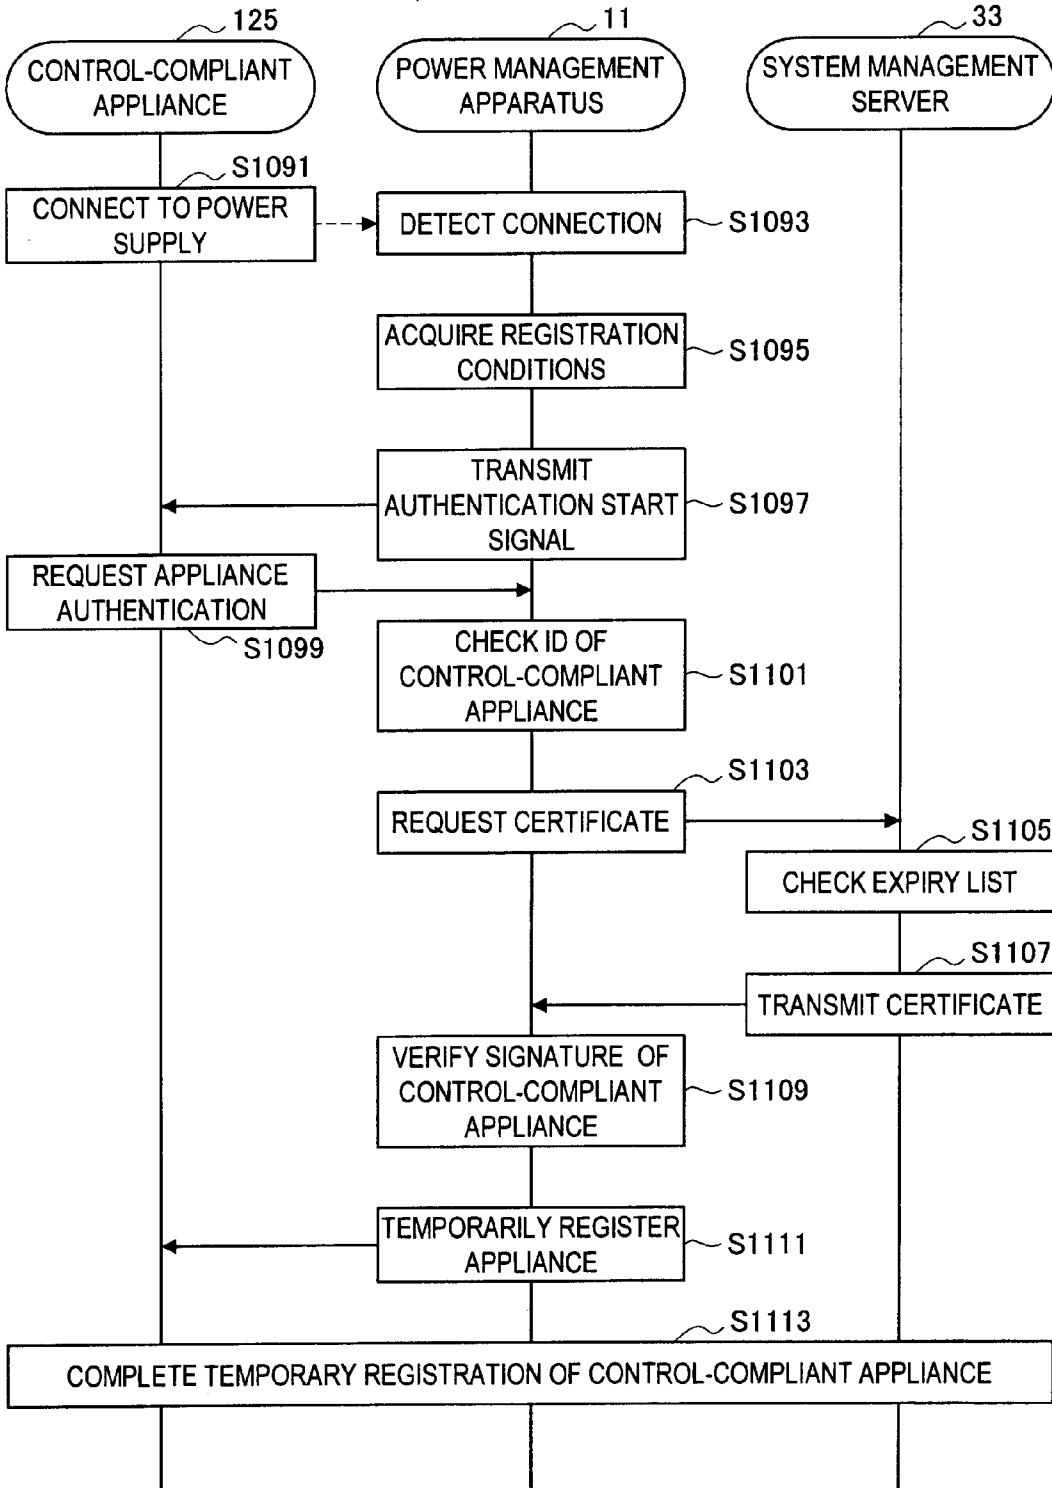 125
11
33
CONTROL-COMPLIANT
APPLIANCE
POWER MANAGEMENT
APPARATUS
SYSTEM MANAGEMENT
SERVER
S1091
CONNECT TO POWER
SUPPLY
DETECT CONNECTION
S1093
ACQUIRE REGISTRATION
CONDITIONS
S1095
TRANSMIT
AUTHENTICATION START
SIGNAL
S1097
REQUEST APPLIANCE
AUTHENTICATION
S1099
CHECK ID OF
CONTROL-COMPLIANT
APPLIANCE
S1101
S1103
REQUEST CERTIFICATE
S1105
CHECK EXPIRY LIST
S1107
TRANSMIT CERTIFICATE
VERIFY SIGNATURE OF
CONTROL-COMPLIANT
APPLIANCE
S1109
TEMPORARILY REGISTER
APPLIANCE
S1111
S1113
COMPLETE TEMPORARY REGISTRATION OF CONTROL-COMPLIANT APPLIANCE